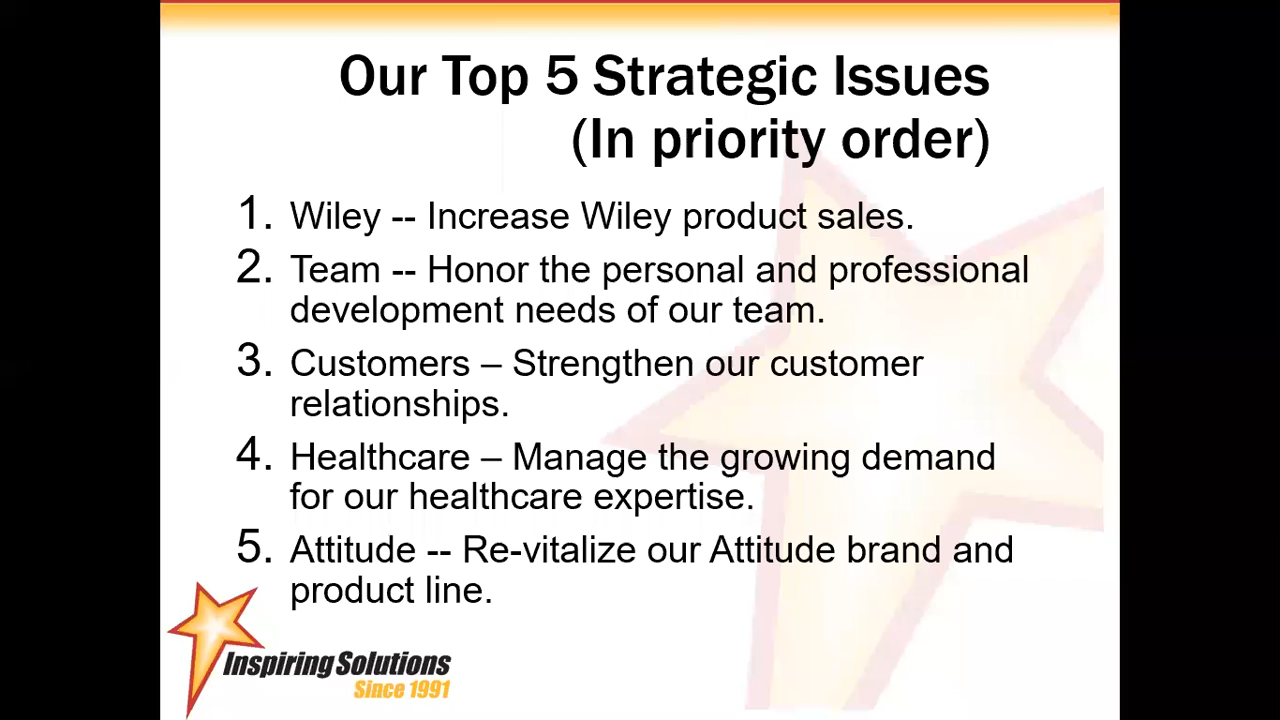 Our Top 5 Strategic Issues
(In priority order)
1. Wiley -- Increase Wiley product sales.
2. Team -- Honor the personal and professional
development needs of our team.
3. Customers – Strengthen our customer
relationships.
4. Healthcare – Manage the growing demand
for our healthcare expertise.
5. Attitude -- Re-vitalize our Attitude brand and
product line.
Inspiring Solutions
Since 1991